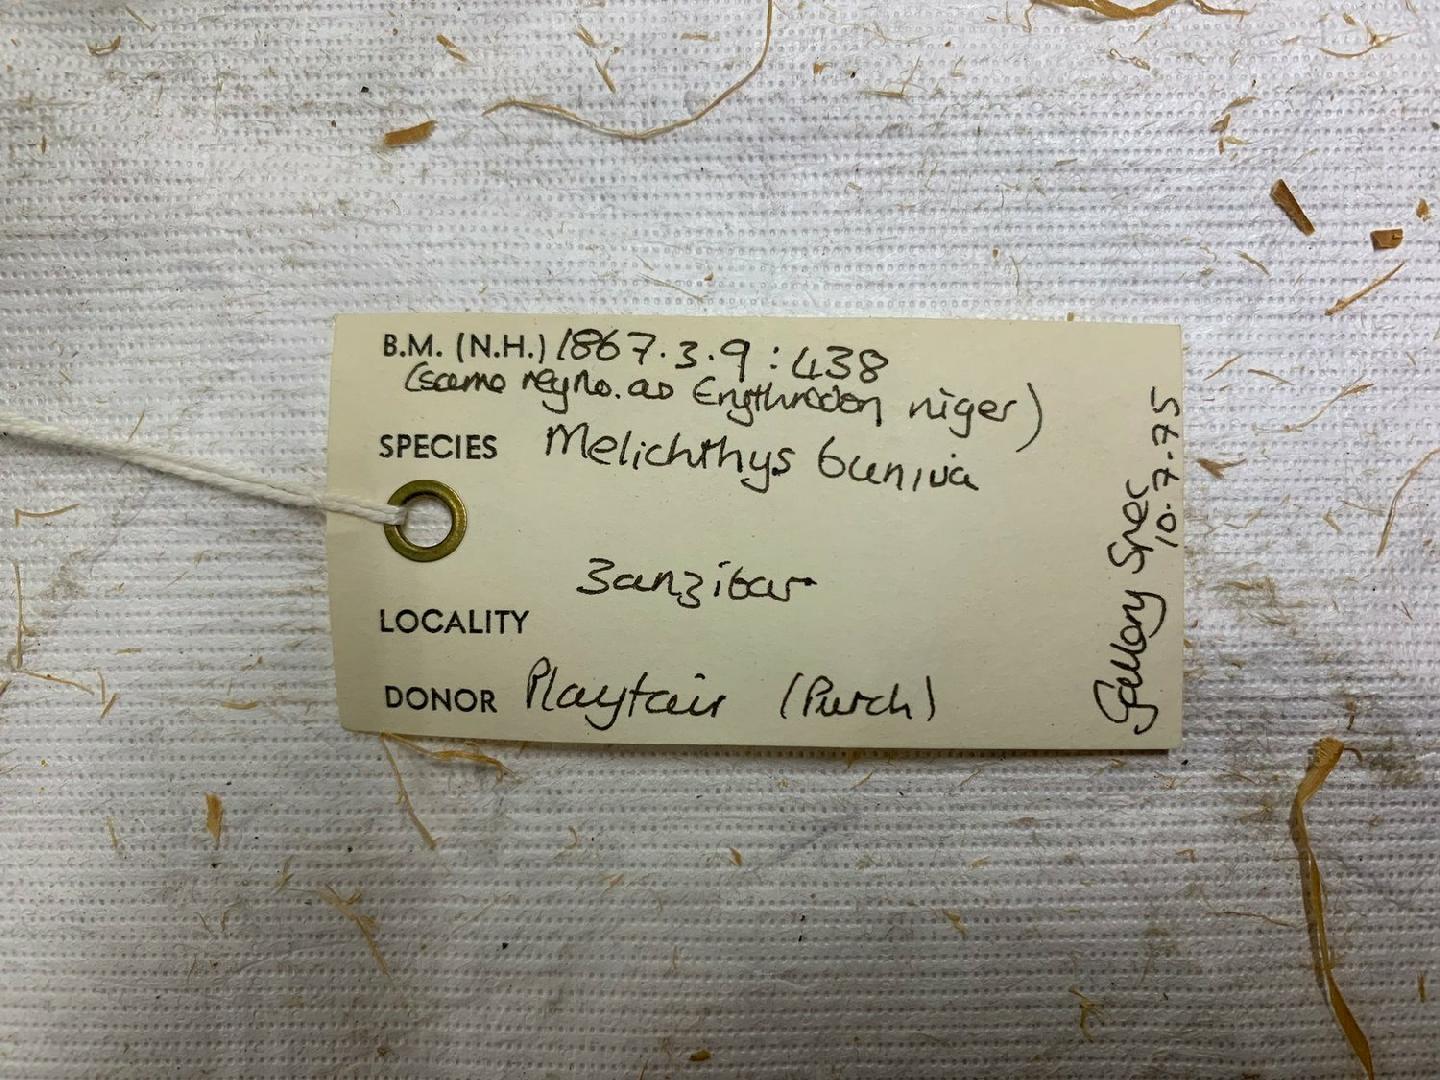 B.M. (N.H.) 1867.3.9:438
(same reg no. as Erythrodon niger)
SPECIES Melichthys buniva
Zanzibar
LOCALITY
DONOR Playfair (Purch)
Gallery Spec
10.7.75